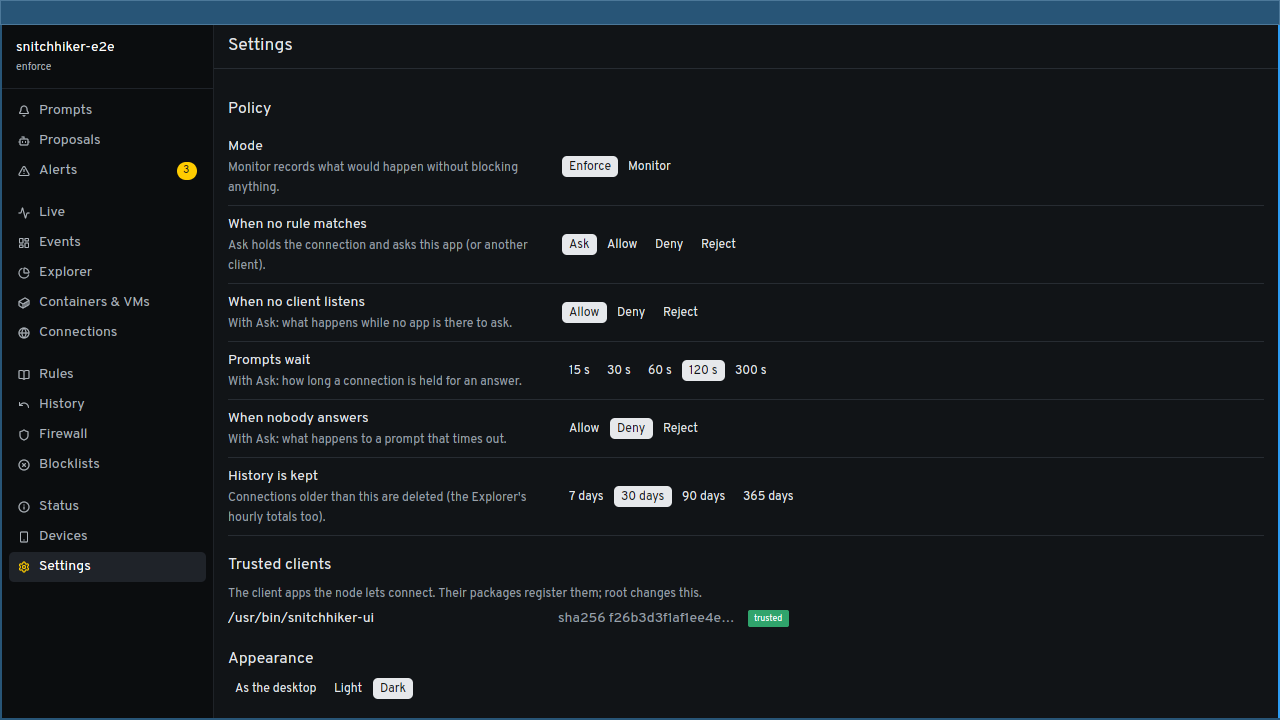 snitchhiker-e2e
enforce
Prompts
Proposals
Alerts 3
Live
Events
Explorer
Containers & VMs
Connections
Rules
History
Firewall
Blocklists
Status
Devices
Settings
Settings
Policy
Mode
Monitor records what would happen without blocking
anything.
Enforce Monitor
When no rule matches
Ask holds the connection and asks this app (or another
client).
Ask Allow Deny Reject
When no client listens
With Ask: what happens while no app is there to ask.
Allow Deny Reject
Prompts wait
With Ask: how long a connection is held for an answer.
15 s 30 s 60 s 120 s 300 s
When nobody answers
With Ask: what happens to a prompt that times out.
Allow Deny Reject
History is kept
Connections older than this are deleted (the Explorer's
hourly totals too).
7 days 30 days 90 days 365 days
Trusted clients
The client apps the node lets connect. Their packages register them; root changes this.
/usr/bin/snitchhiker-ui sha256 f26b3d3f1af1ee4e… trusted
Appearance
As the desktop Light Dark